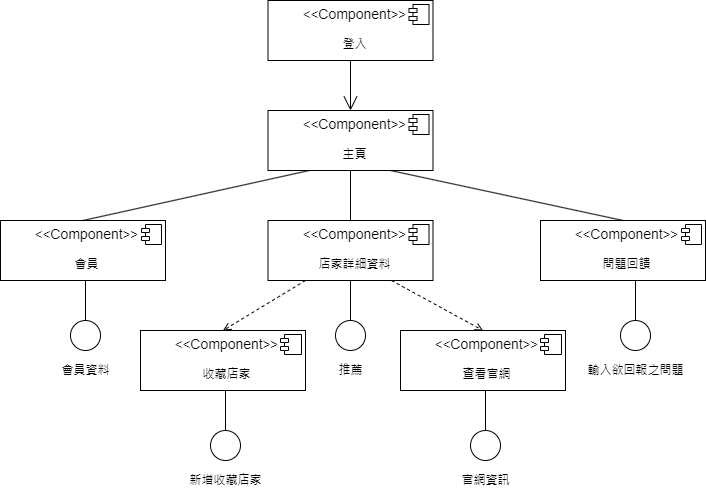 <<Component>>
登入
<<Component>>
主頁
<<Component>>
會員
<<Component>>
店家詳細資料
<<Component>>
問題回饋
會員資料
<<Component>>
收藏店家
推薦
<<Component>>
查看官網
輸入欲回報之問題
新增收藏店家
官網資訊